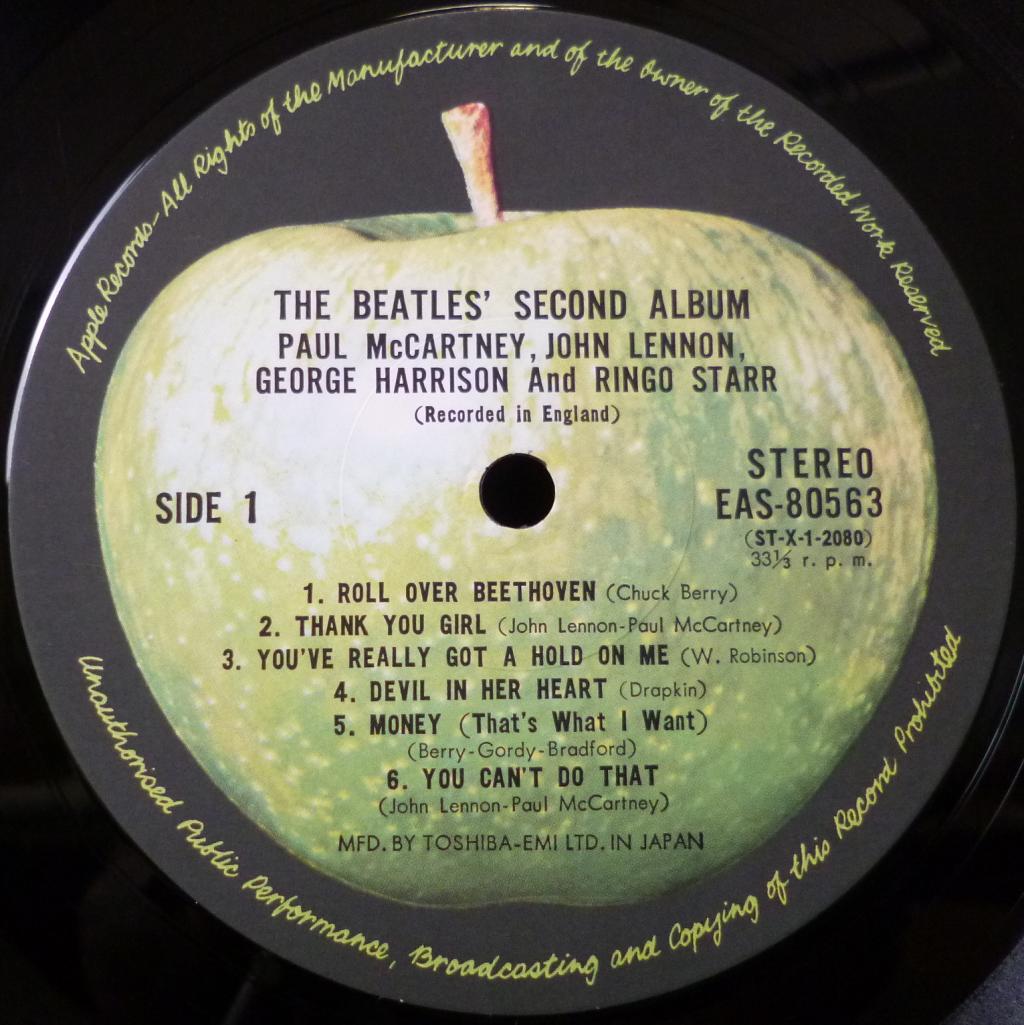 Apple Records-All Rights of the Manufacturer and of the Owner of the Recorded Work Reserved
THE BEATLES' SECOND ALBUM
PAUL McCARTNEY, JOHN LENNON,
GEORGE HARRISON And RINGO STARR
(Recorded in England)
SIDE 1
STEREO
EAS-80563
(ST-X-1-2080)
33⅓ r. p. m.
1. ROLL OVER BEETHOVEN (Chuck Berry)
2. THANK YOU GIRL (John Lennon-Paul McCartney)
3. YOU'VE REALLY GOT A HOLD ON ME (W. Robinson)
4. DEVIL IN HER HEART (Drapkin)
5. MONEY (That's What I Want)
(Berry-Gordy-Bradford)
6. YOU CAN'T DO THAT
(John Lennon-Paul McCartney)
MFD. BY TOSHIBA-EMI LTD. IN JAPAN
Unauthorised Public Performance, Broadcasting and Copying of this Record Prohibited